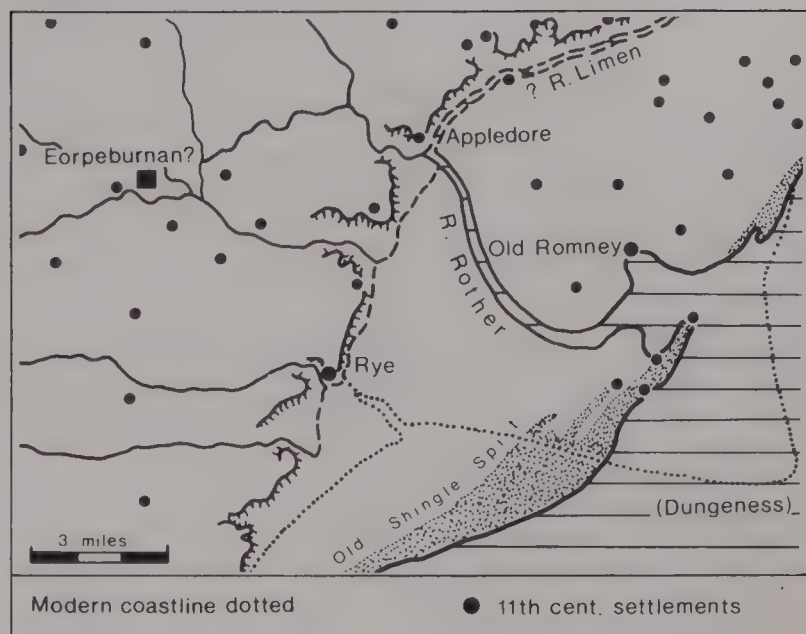 ? R. Limen
Appledore
Eorpeburnan?
R. Rother
Old Romney
Rye
Old Shingle Spit
(Dungeness)
3 miles
Modern coastline dotted
11th cent. settlements